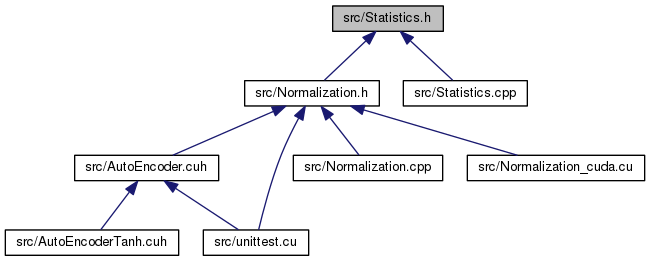 src/Statistics.h
src/Normalization.h
src/Statistics.cpp
src/AutoEncoder.cuh
src/Normalization.cpp
src/Normalization_cuda.cu
src/AutoEncoderTanh.cuh
src/unittest.cu